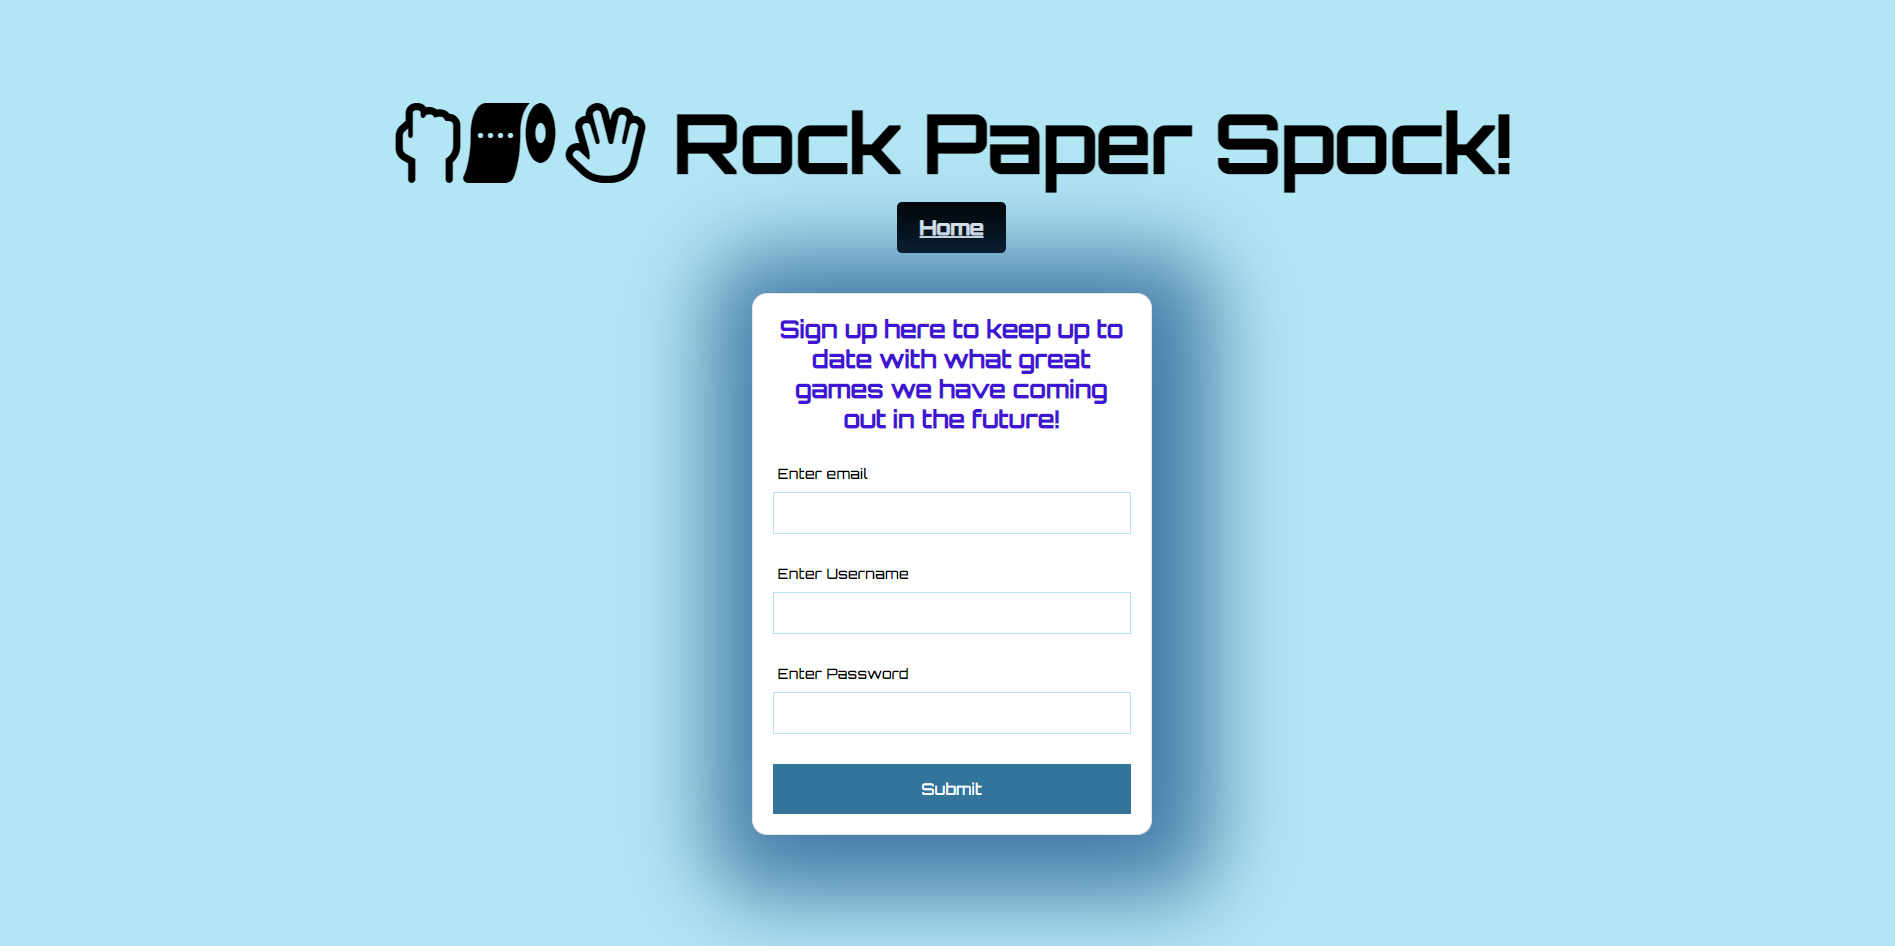 Rock Paper Spock!
Home
Sign up here to keep up to
date with what great
games we have coming
out in the future!
Enter email
Enter Username
Enter Password
Submit